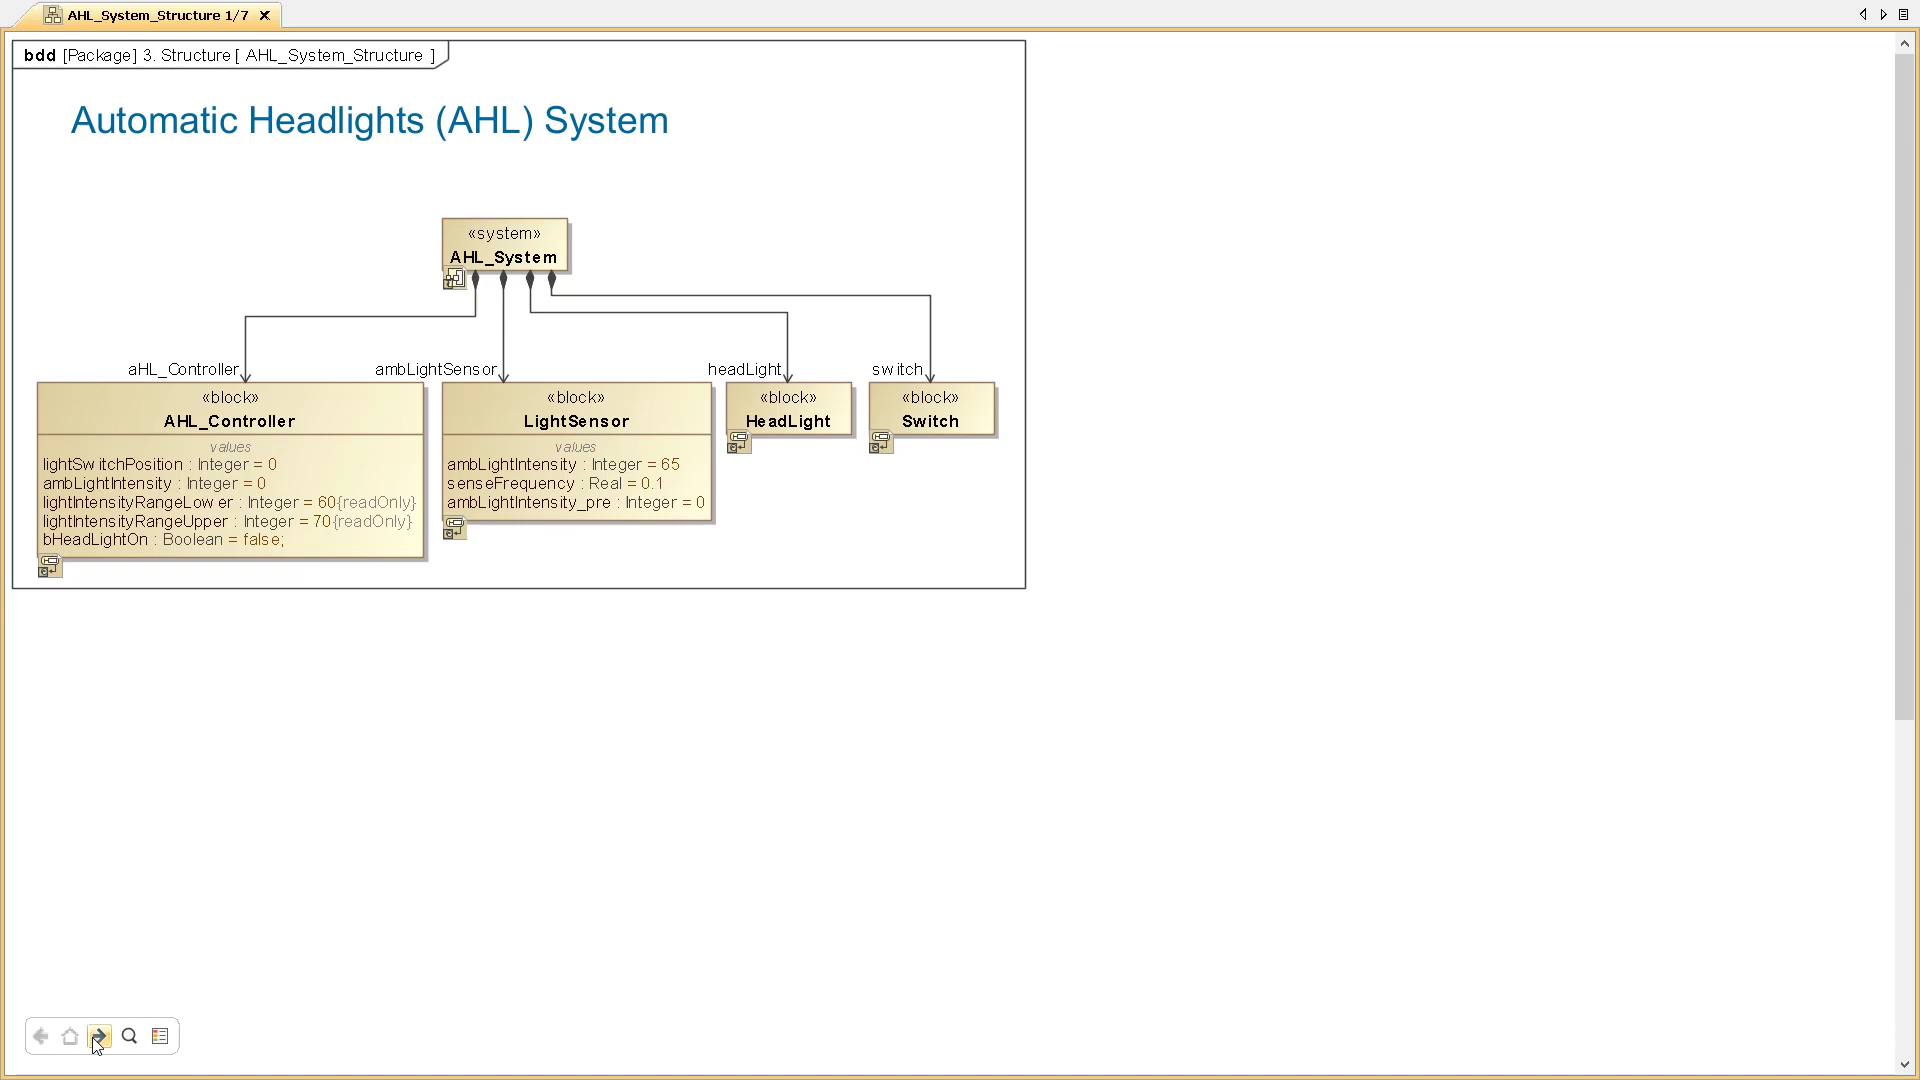 AHL_System_Structure 1/7
bdd [Package] 3. Structure [ AHL_System_Structure ]
Automatic Headlights (AHL) System
«system»
AHL_System
aHL_Controller
ambLightSensor
headLight
switch
«block»
AHL_Controller
values
lightSwitchPosition : Integer = 0
ambLightIntensity : Integer = 0
lightIntensityRangeLower : Integer = 60{readOnly}
lightIntensityRangeUpper : Integer = 70{readOnly}
bHeadLightOn : Boolean = false;
«block»
LightSensor
values
ambLightIntensity : Integer = 65
senseFrequency : Real = 0.1
ambLightIntensity_pre : Integer = 0
«block»
HeadLight
«block»
Switch